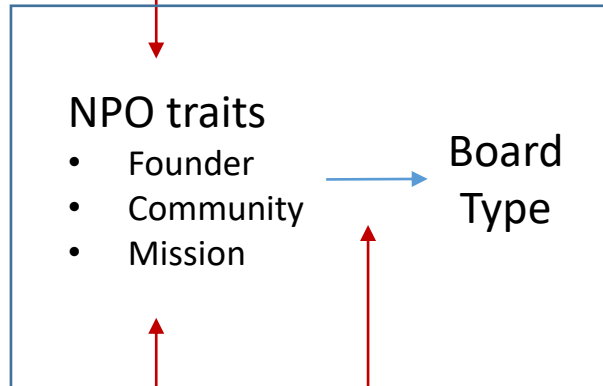 NPO traits
• Founder
• Community
• Mission
Board
Type